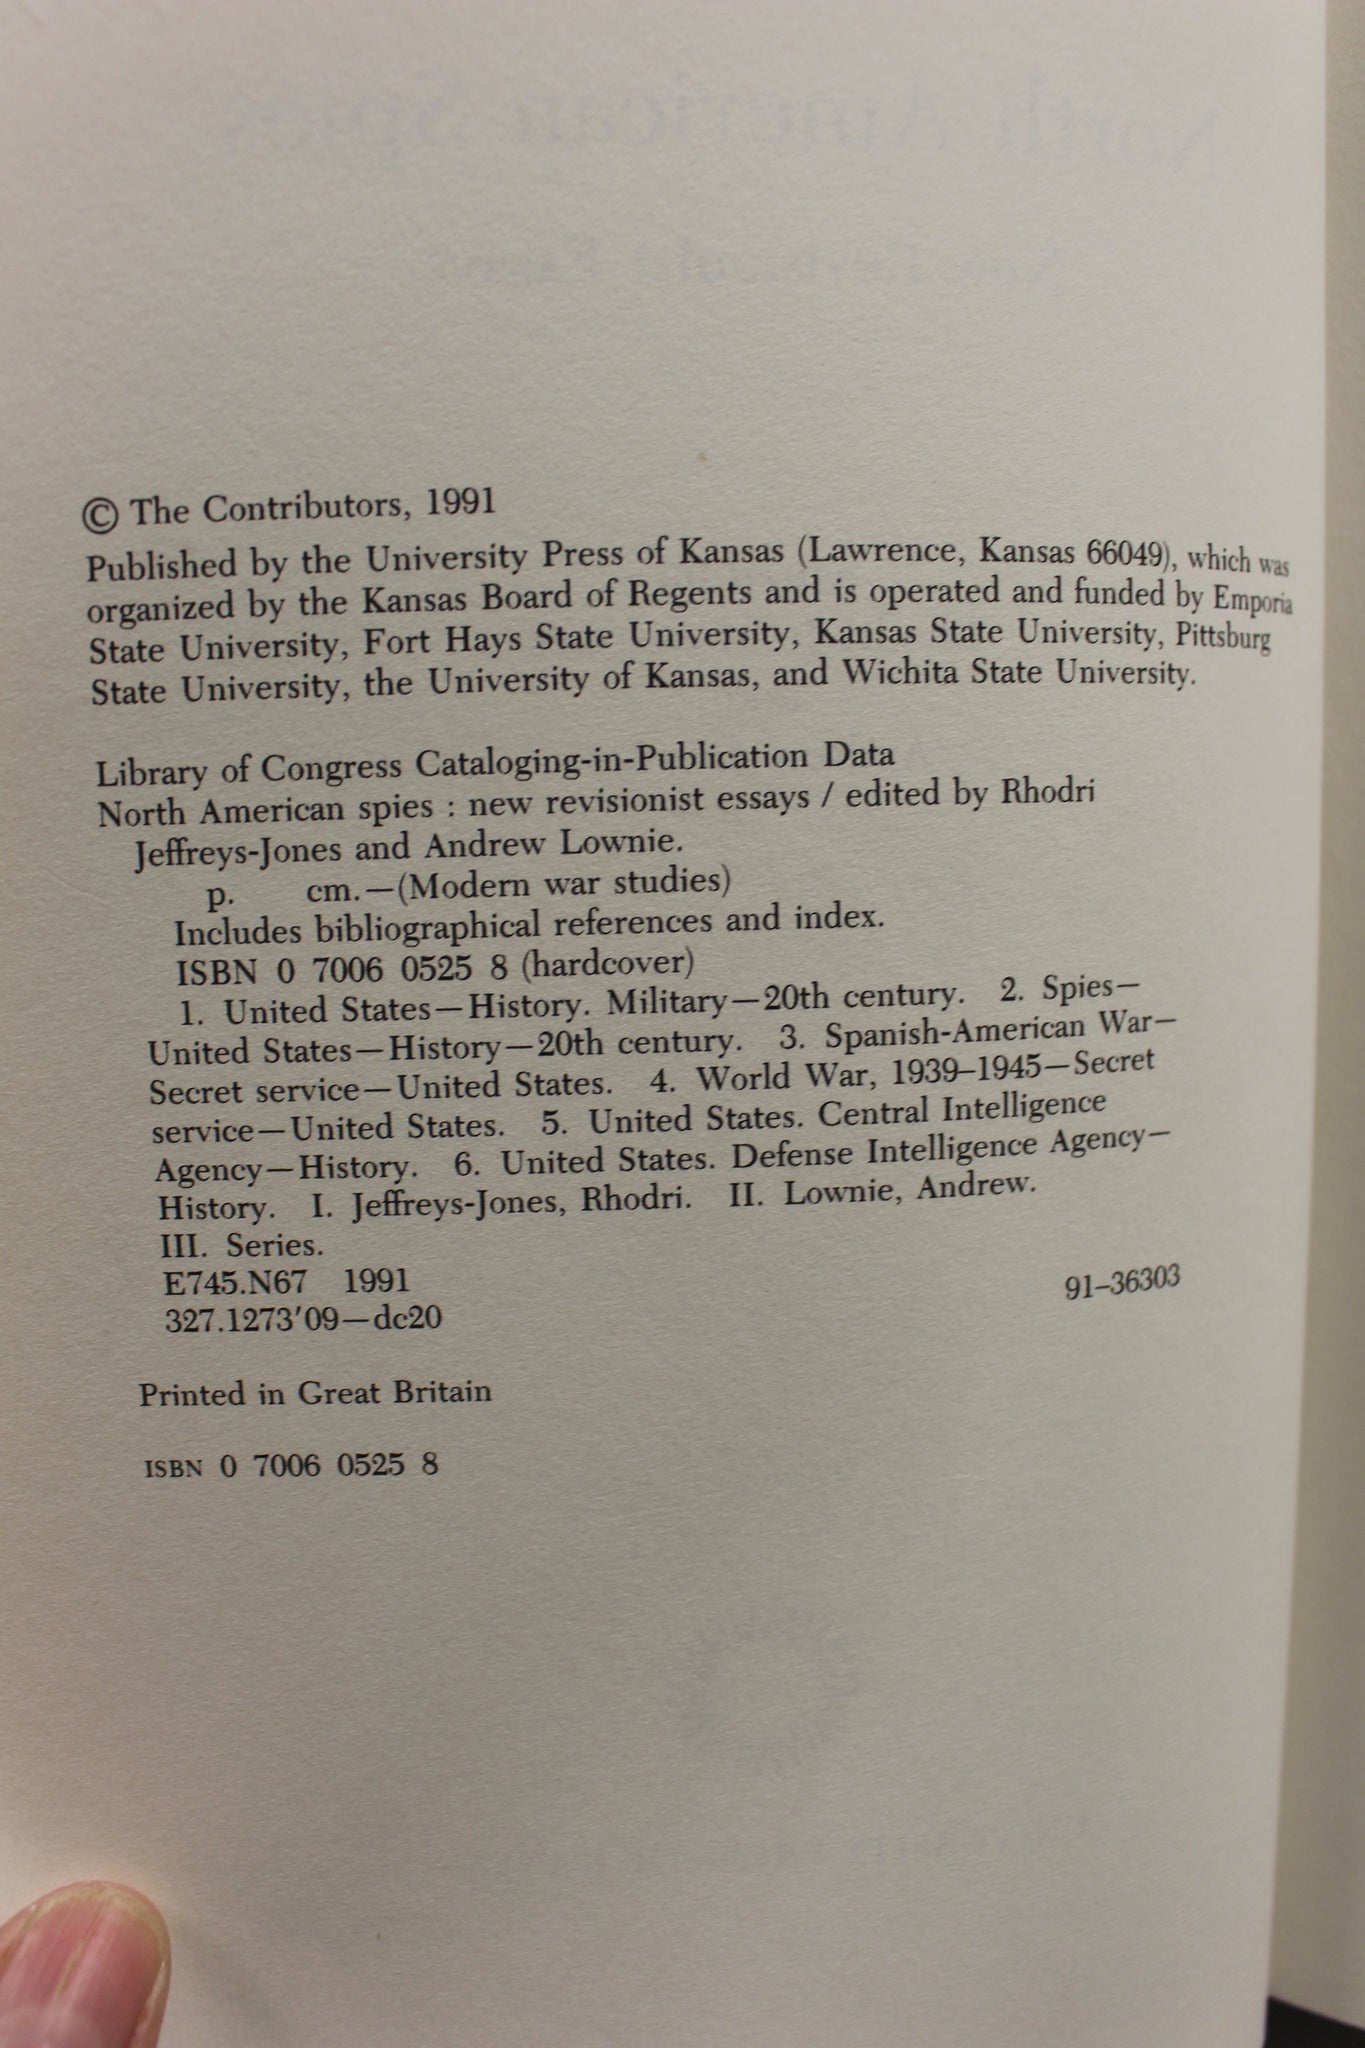 © The Contributors, 1991
Published by the University Press of Kansas (Lawrence, Kansas 66049), which was
organized by the Kansas Board of Regents and is operated and funded by Emporia
State University, Fort Hays State University, Kansas State University, Pittsburg
State University, the University of Kansas, and Wichita State University.
Library of Congress Cataloging-in-Publication Data
North American spies : new revisionist essays / edited by Rhodri
Jeffreys-Jones and Andrew Lownie.
p. cm.—(Modern war studies)
Includes bibliographical references and index.
ISBN 0 7006 0525 8 (hardcover)
1. United States—History. Military—20th century. 2. Spies—
United States—History—20th century. 3. Spanish-American War—
Secret service—United States. 4. World War, 1939–1945—Secret
service—United States. 5. United States. Central Intelligence
Agency—History. 6. United States. Defense Intelligence Agency—
History. I. Jeffreys-Jones, Rhodri. II. Lownie, Andrew.
III. Series.
E745.N67 1991
91–36303
327.1273′09—dc20
Printed in Great Britain
ISBN 0 7006 0525 8